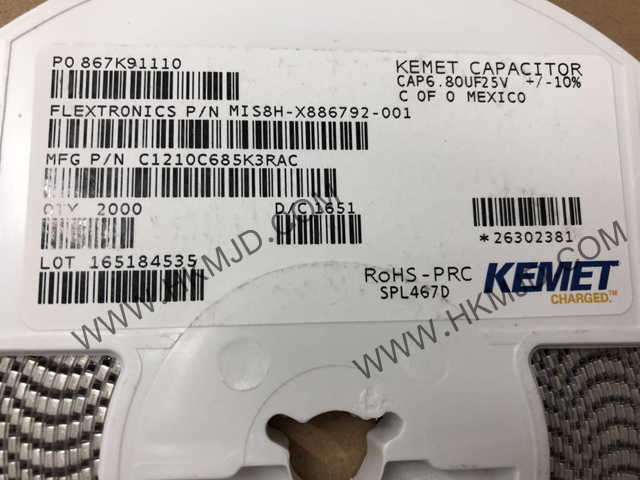 PO 867K91110
KEMET CAPACITOR
CAP6.80UF25V +/-10%
C OF O MEXICO
FLEXTRONICS P/N MIS8H-X886792-001
MFG P/N C1210C685K3RAC
QTY 2000
D/C 1651
*26302381
LOT 165184535
RoHS-PRC
SPL467D
KEMET
CHARGED.™
WWW.HKMJD.COM
WWW.HKMJD.COM